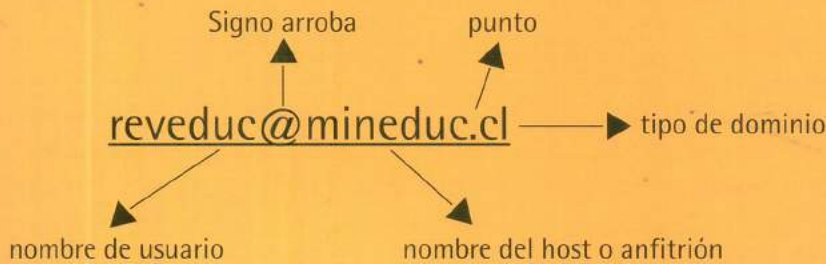 Signo arroba punto
reveduc@mineduc.cl tipo de dominio
nombre de usuario nombre del host o anfitrión